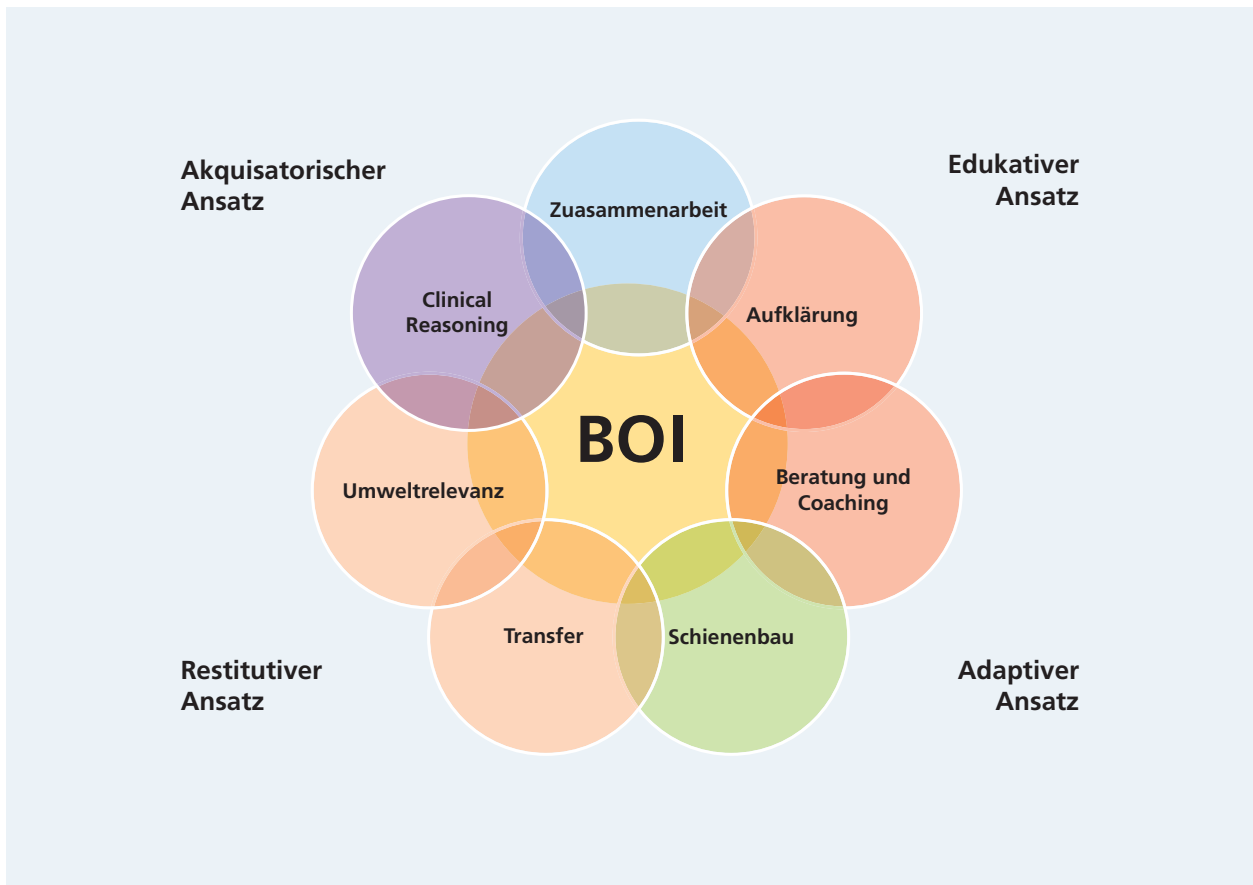 Akquisatorischer
Ansatz
Edukativer
Ansatz
Zuasammenarbeit
Clinical
Reasoning
Aufklärung
BOI
Umweltrelevanz
Beratung und
Coaching
Transfer
Schienenbau
Restitutiver
Ansatz
Adaptiver
Ansatz